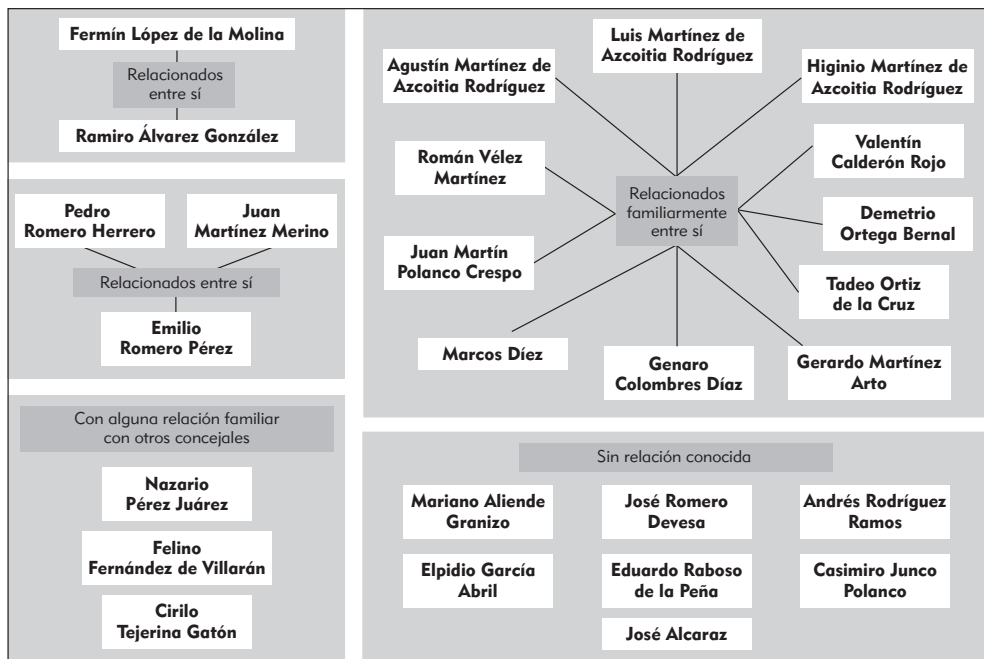 Fermín López de la Molina
Relacionados
entre sí
Ramiro Álvarez González
Pedro
Romero Herrero
Juan
Martínez Merino
Relacionados entre sí
Emilio
Romero Pérez
Con alguna relación familiar
con otros concejales
Nazario
Pérez Juárez
Felino
Fernández de Villarán
Cirilo
Tejerina Gatón
Luis Martínez de
Azcoitia Rodríguez
Agustín Martínez de
Azcoitia Rodríguez
Higinio Martínez de
Azcoitia Rodríguez
Román Vélez
Martínez
Valentín
Calderón Rojo
Relacionados
familiarmente
entre sí
Demetrio
Ortega Bernal
Juan Martín
Polanco Crespo
Tadeo Ortiz
de la Cruz
Marcos Díez
Genaro
Colombres Díaz
Gerardo Martínez
Arto
Sin relación conocida
Mariano Aliende
Granizo
José Romero
Devesa
Andrés Rodríguez
Ramos
Elpidio García
Abril
Eduardo Raboso
de la Peña
Casimiro Junco
Polanco
José Alcaraz